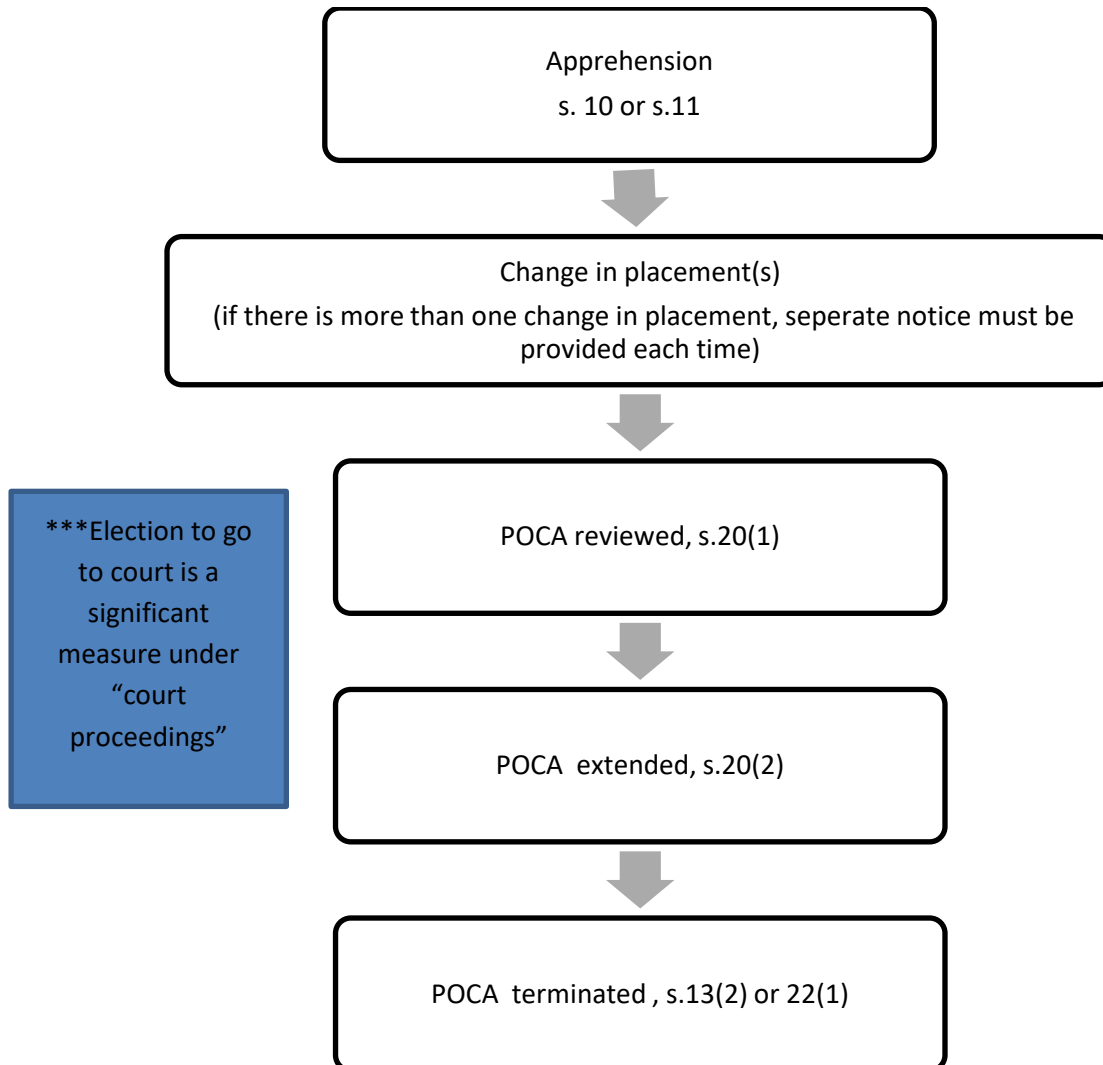 Apprehension
s. 10 or s.11
Change in placement(s)
(if there is more than one change in placement, seperate notice must be
provided each time)
***Election to go
to court is a
significant
measure under
“court
proceedings”
POCA reviewed, s.20(1)
POCA  extended, s.20(2)
POCA  terminated , s.13(2) or 22(1)